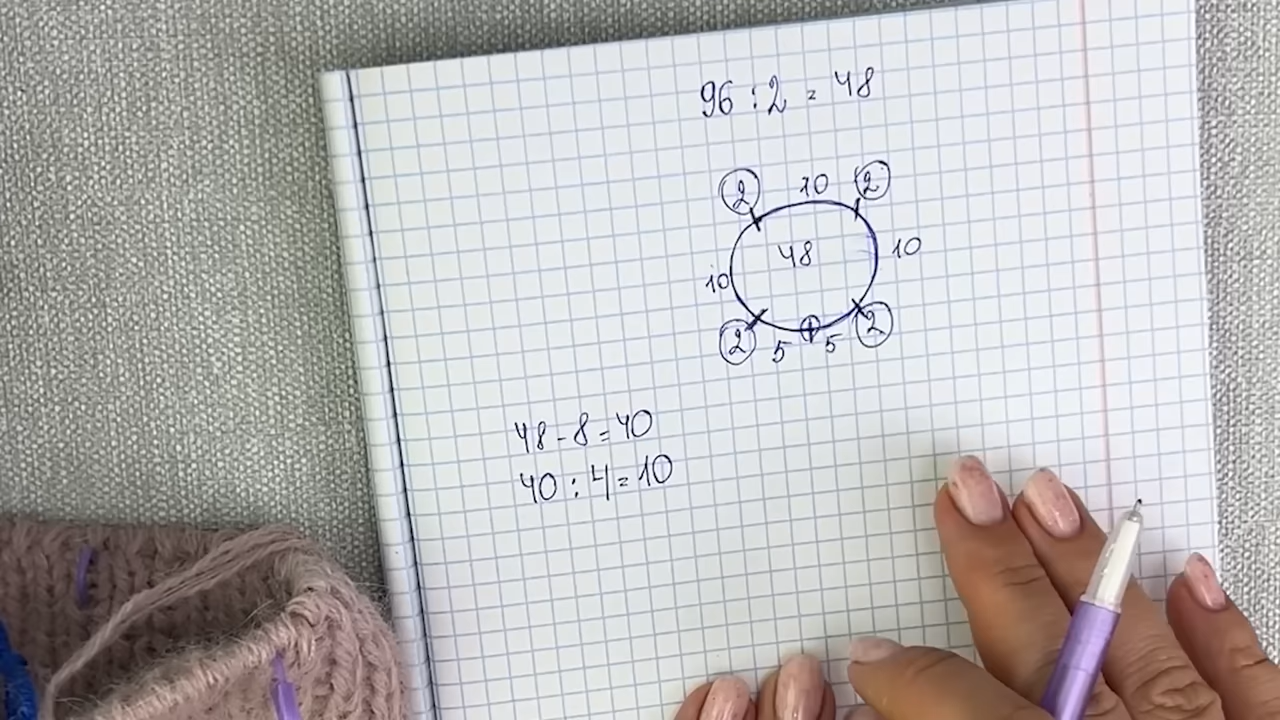 96 : 2 = 48
2 10 2
10 48 10
2 5 5 2
48 - 8 = 40
40 : 4 = 10